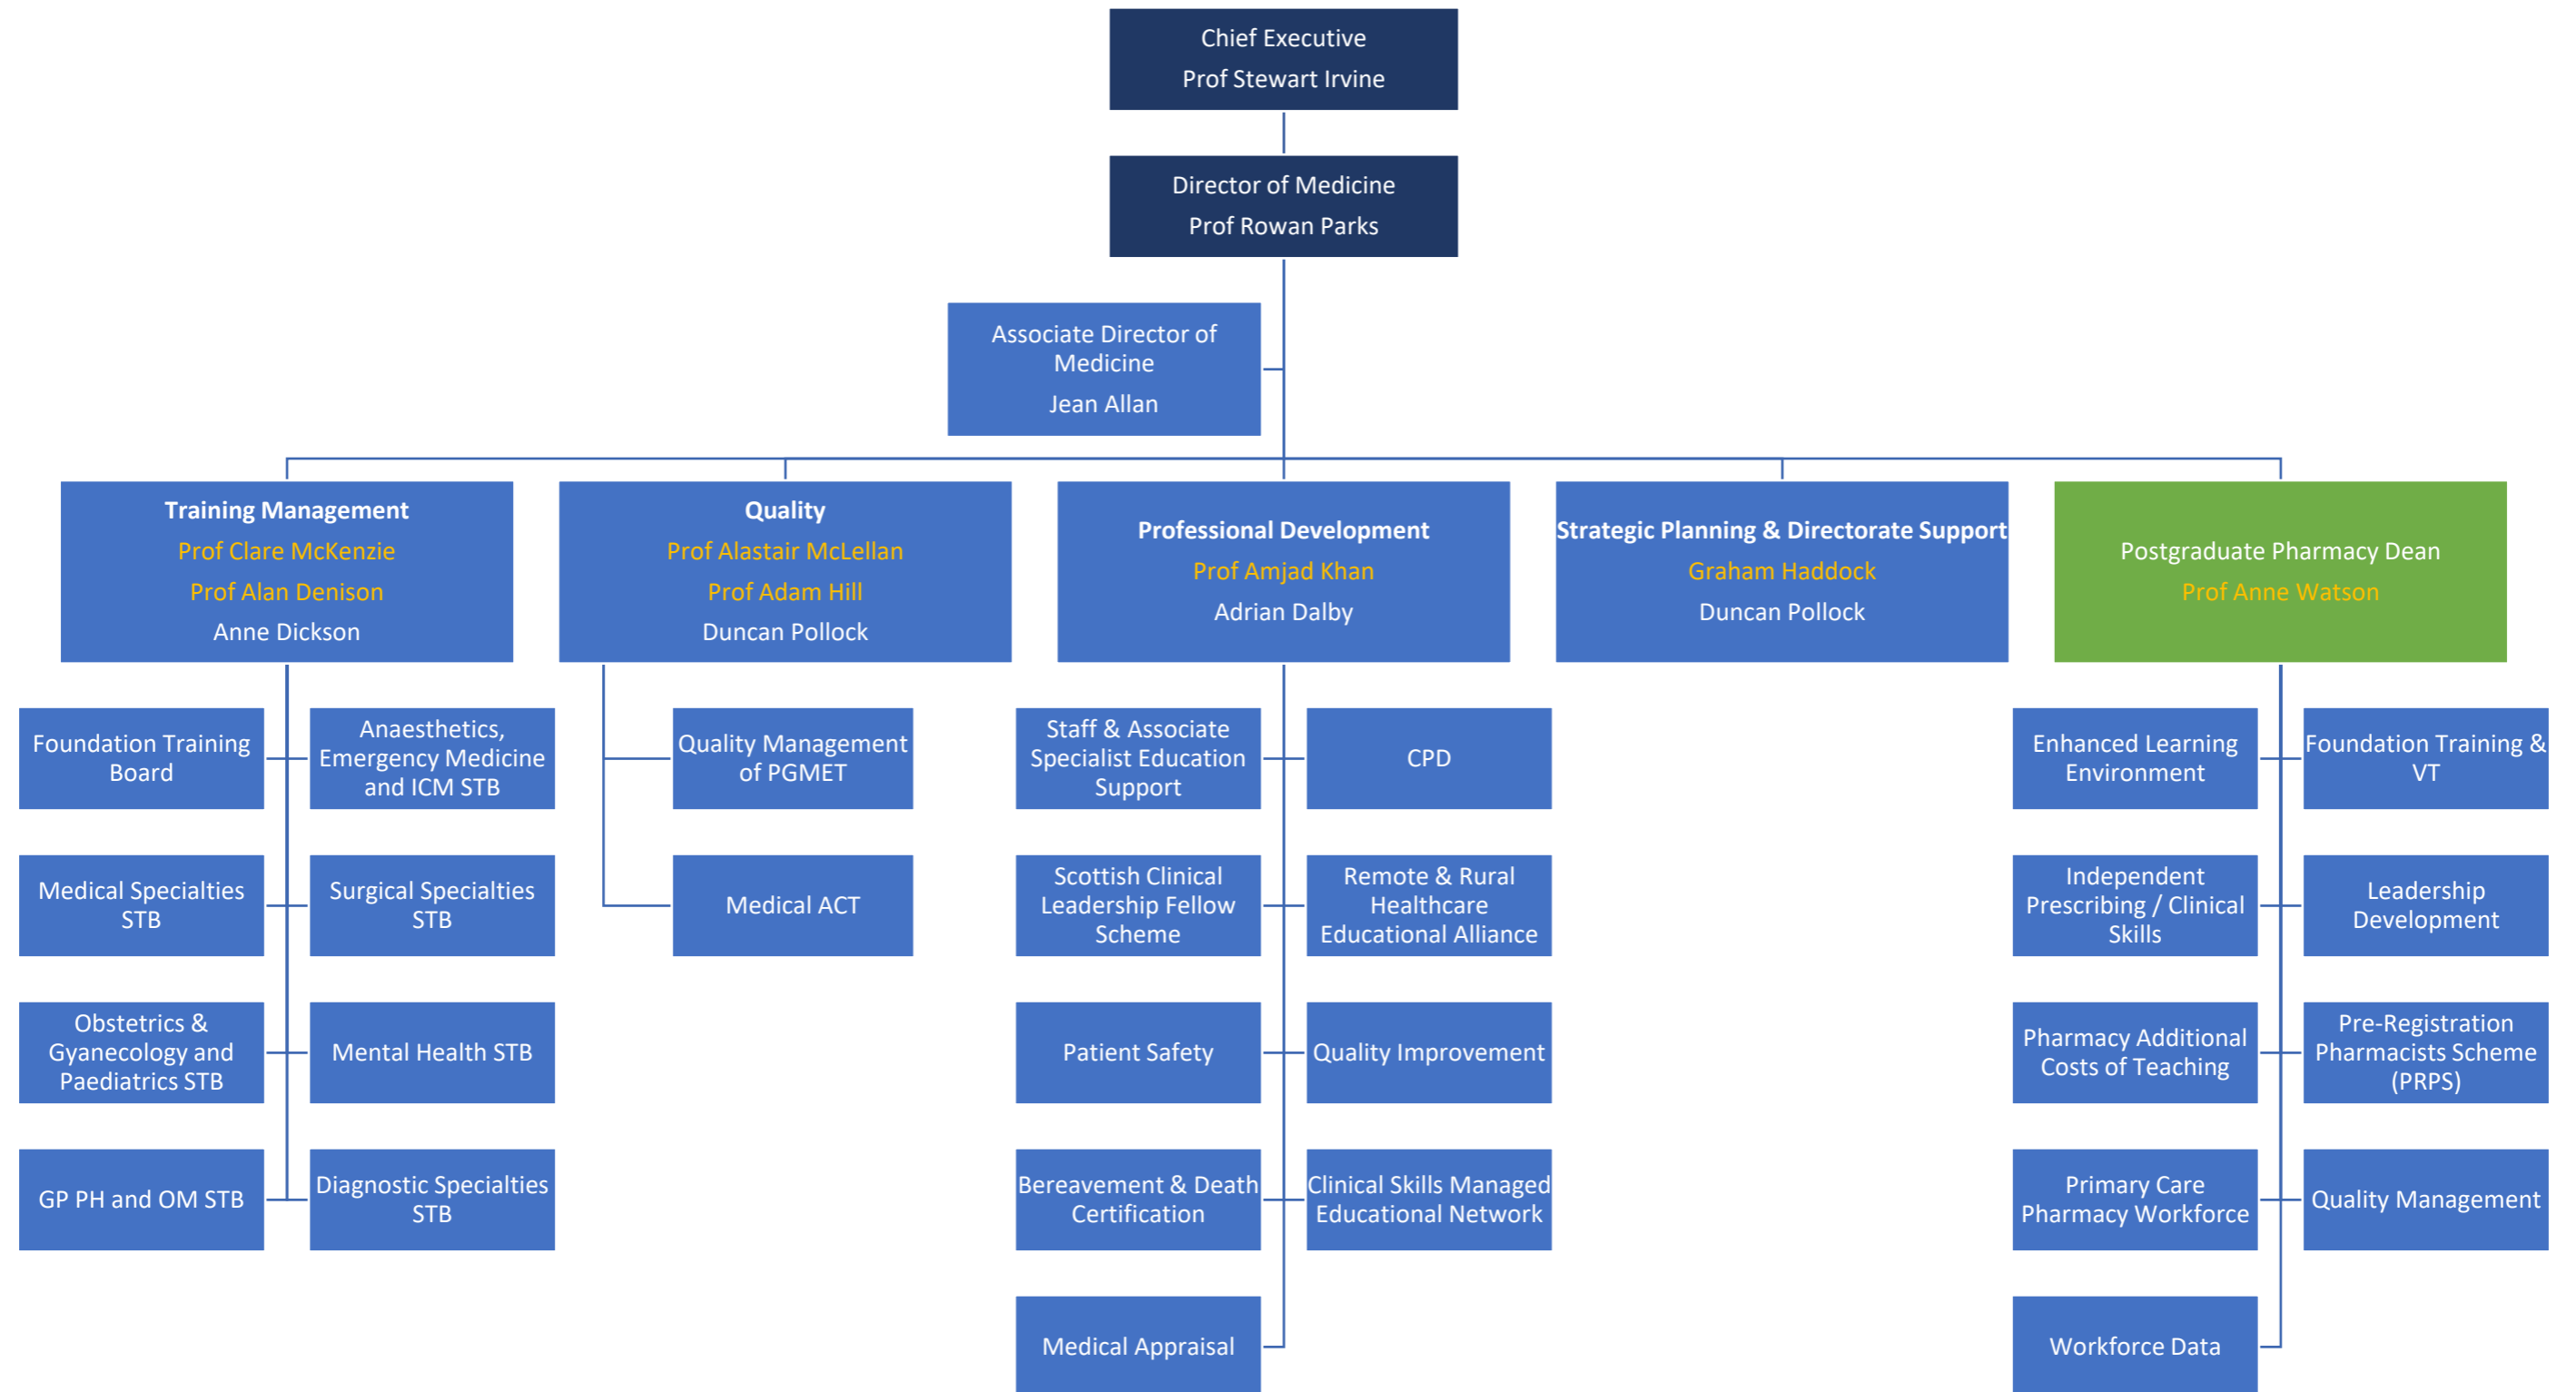 Chief Executive
Prof Stewart Irvine
Director of Medicine
Prof Rowan Parks
Associate Director of
Medicine
Jean Allan
Training Management
Prof Clare McKenzie
Prof Alan Denison
Anne Dickson
Quality
Prof Alastair McLellan
Prof Adam Hill
Duncan Pollock
Professional Development
Prof Amjad Khan
Adrian Dalby
Strategic Planning & Directorate Support
Graham Haddock
Duncan Pollock
Postgraduate Pharmacy Dean
Prof Anne Watson
Foundation Training
Board
Anaesthetics,
Emergency Medicine
and ICM STB
Medical Specialties
STB
Surgical Specialties
STB
Obstetrics &
Gyanecology and
Paediatrics STB
Mental Health STB
GP PH and OM STB
Diagnostic Specialties
STB
Quality Management
of PGMET
Medical ACT
Staff & Associate
Specialist Education
Support
CPD
Scottish Clinical
Leadership Fellow
Scheme
Remote & Rural
Healthcare
Educational Alliance
Patient Safety
Quality Improvement
Bereavement & Death
Certification
Clinical Skills Managed
Educational Network
Medical Appraisal
Enhanced Learning
Environment
Foundation Training &
VT
Independent
Prescribing / Clinical
Skills
Leadership
Development
Pharmacy Additional
Costs of Teaching
Pre-Registration
Pharmacists Scheme
(PRPS)
Primary Care
Pharmacy Workforce
Quality Management
Workforce Data